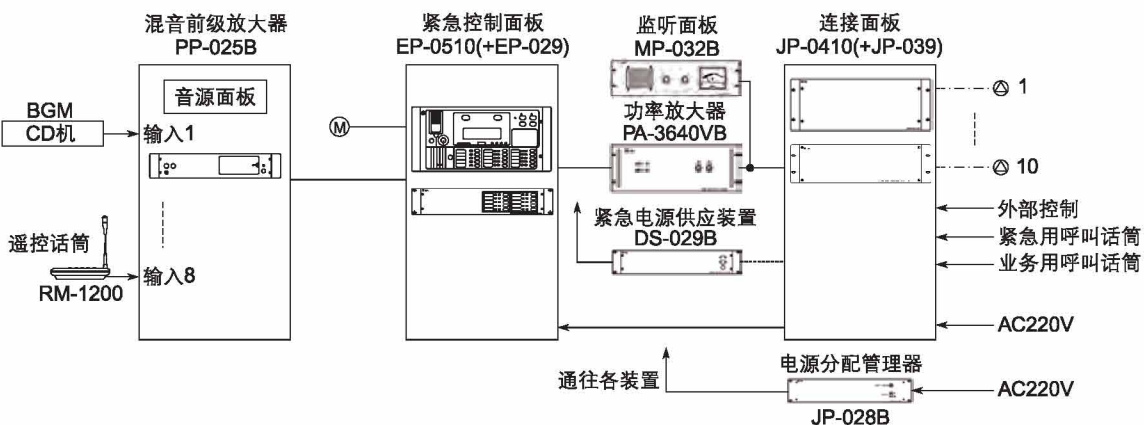 混音前级放大器
PP-025B
音源面板
BGM
CD机
输入1
遥控话筒
RM-1200
输入8
紧急控制面板
EP-0510(+EP-029)
M
监听面板
MP-032B
功率放大器
PA-3640VB
紧急电源供应装置
DS-029B
连接面板
JP-0410(+JP-039)
1
10
外部控制
紧急用呼叫话筒
业务用呼叫话筒
AC220V
通往各装置
电源分配管理器
JP-028B
AC220V